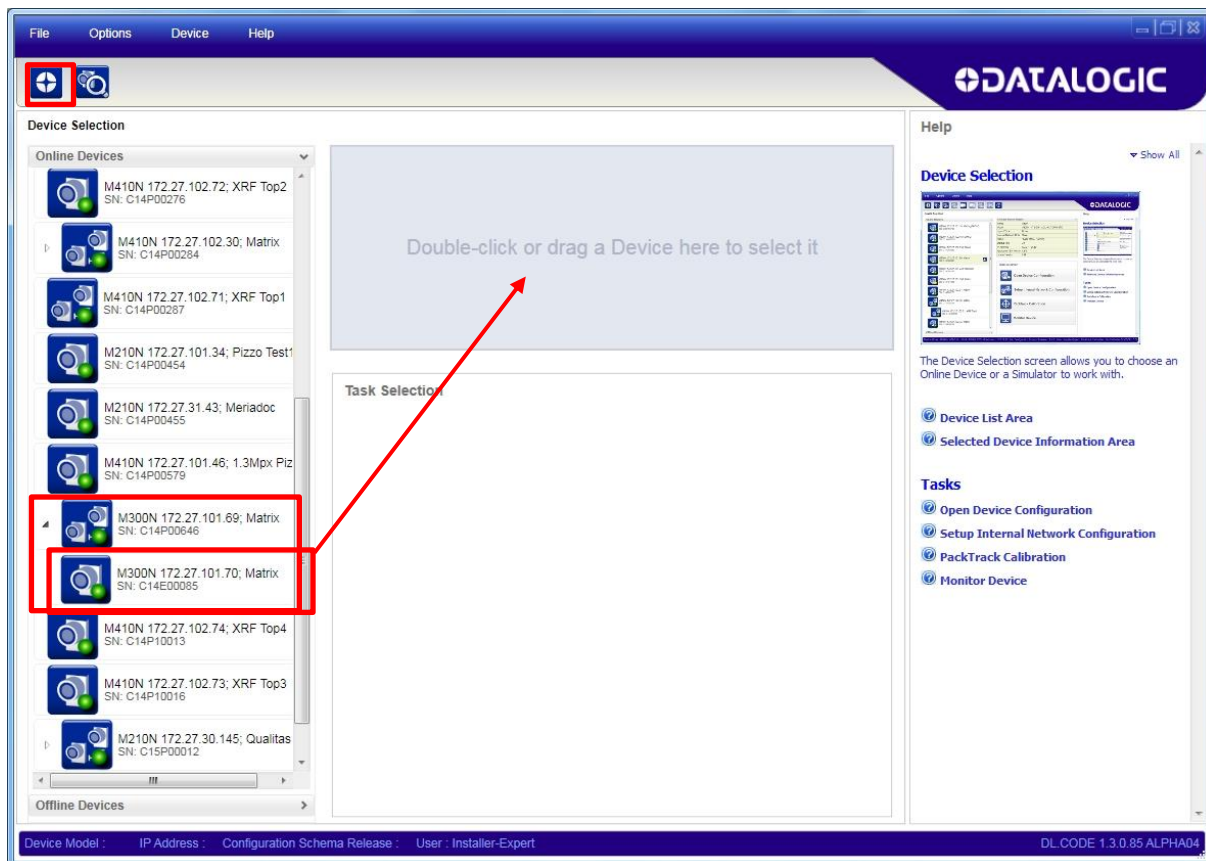 File Options Device Help
DATALOGIC
Device Selection
Online Devices
M410N 172.27.102.72; XRF Top2
SN: C14P00276
M410N 172.27.102.30; Matrix
SN: C14P00284
M410N 172.27.102.71; XRF Top1
SN: C14P00287
M210N 172.27.101.34; Pizzo Test1
SN: C14P00454
M210N 172.27.31.43; Meriadoc
SN: C14P00455
M410N 172.27.101.46; 1.3Mpx Piz
SN: C14P00579
M300N 172.27.101.69; Matrix
SN: C14P00646
M300N 172.27.101.70; Matrix
SN: C14E00085
M410N 172.27.102.74; XRF Top4
SN: C14P10013
M410N 172.27.102.73; XRF Top3
SN: C14P10016
M210N 172.27.30.145; Qualitas
SN: C15P00012
Offline Devices
Double-click or drag a Device here to select it
Task Selection
Help
Show All
Device Selection
DATALOGIC
The Device Selection screen allows you to choose an
Online Device or a Simulator to work with.
Device List Area
Selected Device Information Area
Tasks
Open Device Configuration
Setup Internal Network Configuration
PackTrack Calibration
Monitor Device
Device Model : IP Address : Configuration Schema Release : User : Installer-Expert
DL.CODE 1.3.0.85 ALPHA04